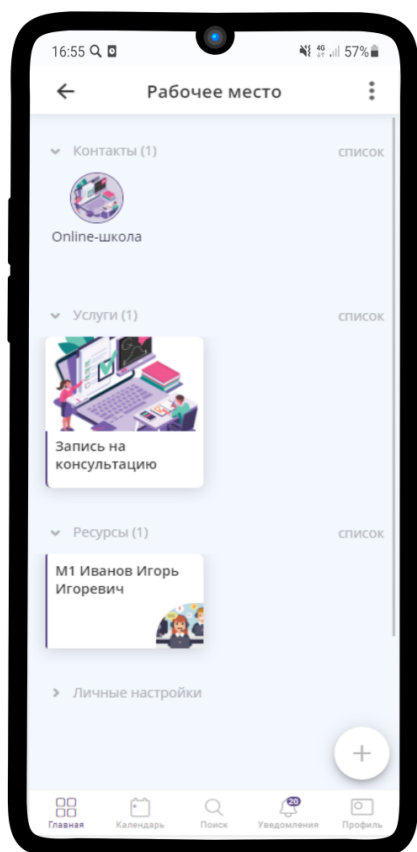 16:55
4G
57%
Рабочее место
Контакты (1)
список
Online-школа
Услуги (1)
список
Запись на
консультацию
Ресурсы (1)
список
М1 Иванов Игорь
Игоревич
Личные настройки
20
Главная
Календарь
Поиск
Уведомления
Профиль